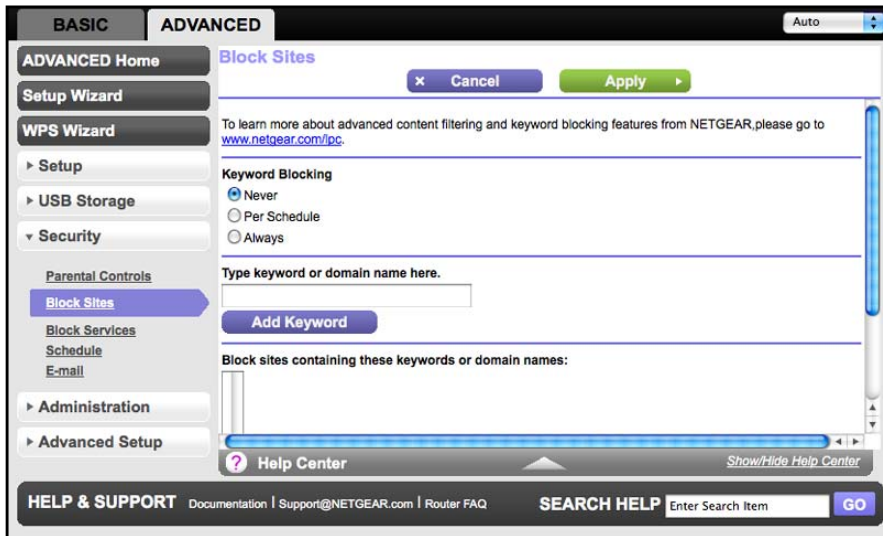 BASIC
ADVANCED
Auto
ADVANCED Home
Setup Wizard
WPS Wizard
Setup
USB Storage
Security
Parental Controls
Block Sites
Block Services
Schedule
E-mail
Administration
Advanced Setup
Block Sites
× Cancel
Apply
To learn more about advanced content filtering and keyword blocking features from NETGEAR,please go to
www.netgear.com/lpc.
Keyword Blocking
Never
Per Schedule
Always
Type keyword or domain name here.
Add Keyword
Block sites containing these keywords or domain names:
? Help Center
Show/Hide Help Center
HELP & SUPPORT Documentation | Support@NETGEAR.com | Router FAQ
SEARCH HELP Enter Search Item GO